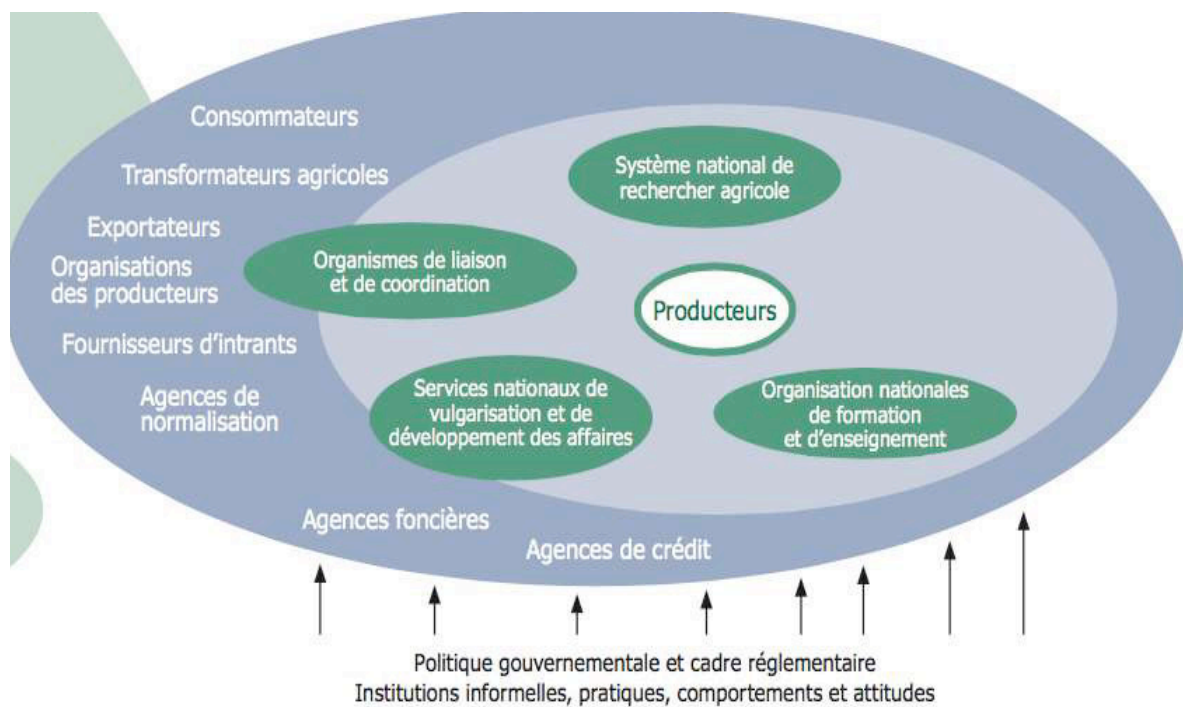 Consommateurs
Système national de
rechercher agricole
Transformateurs agricoles
Exportateurs
Organismes de liaison
et de coordination
Organisations
des producteurs
Producteurs
Fournisseurs d'intrants
Services nationaux de
vulgarisation et de
développement des affaires
Organisation nationales
de formation
et d'enseignement
Agences de
normalisation
Agences foncières
Agences de crédit
Politique gouvernementale et cadre réglementaire
Institutions informelles, pratiques, comportements et attitudes